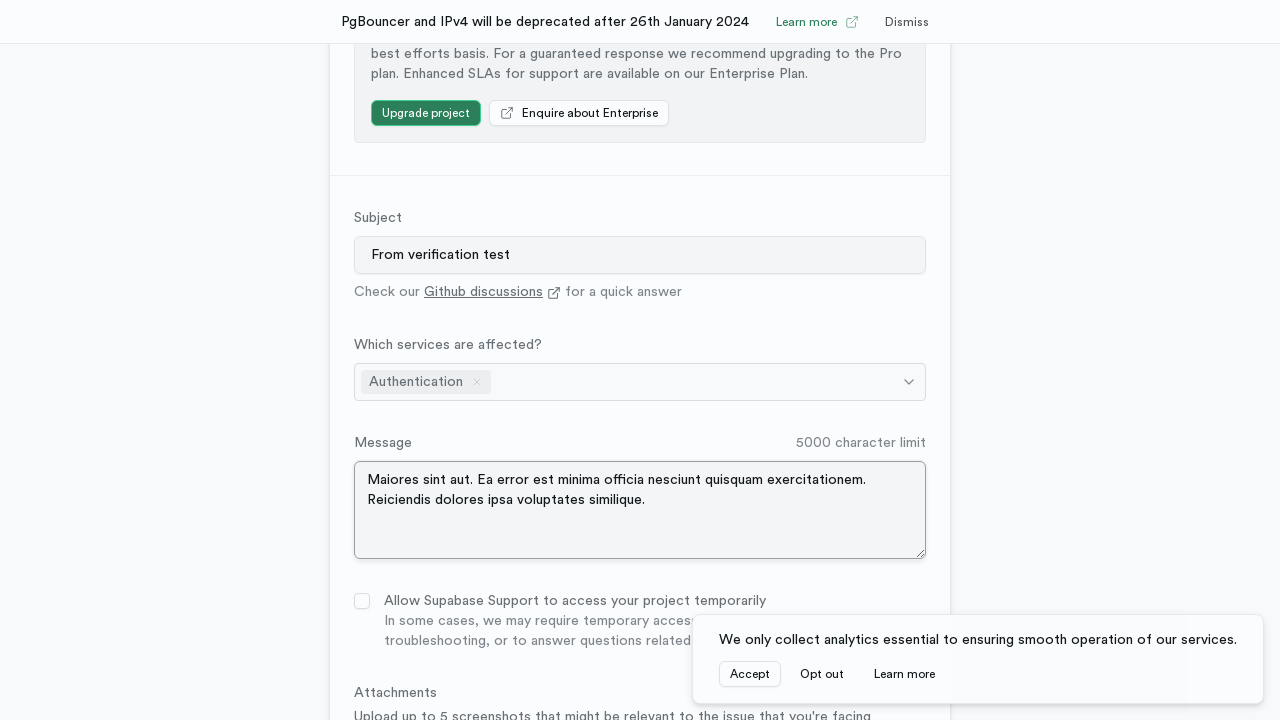 PgBouncer and IPv4 will be deprecated after 26th January 2024
Learn more
Dismiss
best efforts basis. For a guaranteed response we recommend upgrading to the Pro
plan. Enhanced SLAs for support are available on our Enterprise Plan.
Upgrade project
Enquire about Enterprise
Subject
From verification test
Check our Github discussions for a quick answer
Which services are affected?
Authentication
Message
5000 character limit
Maiores sint aut. Ea error est minima officia nesciunt quisquam exercitationem.
Reiciendis dolores ipsa voluptates similique.
Allow Supabase Support to access your project temporarily
In some cases, we may require temporary access
troubleshooting, or to answer questions related
We only collect analytics essential to ensuring smooth operation of our services.
Accept
Opt out
Learn more
Attachments
Upload up to 5 screenshots that might be relevant to the issue that you're facing